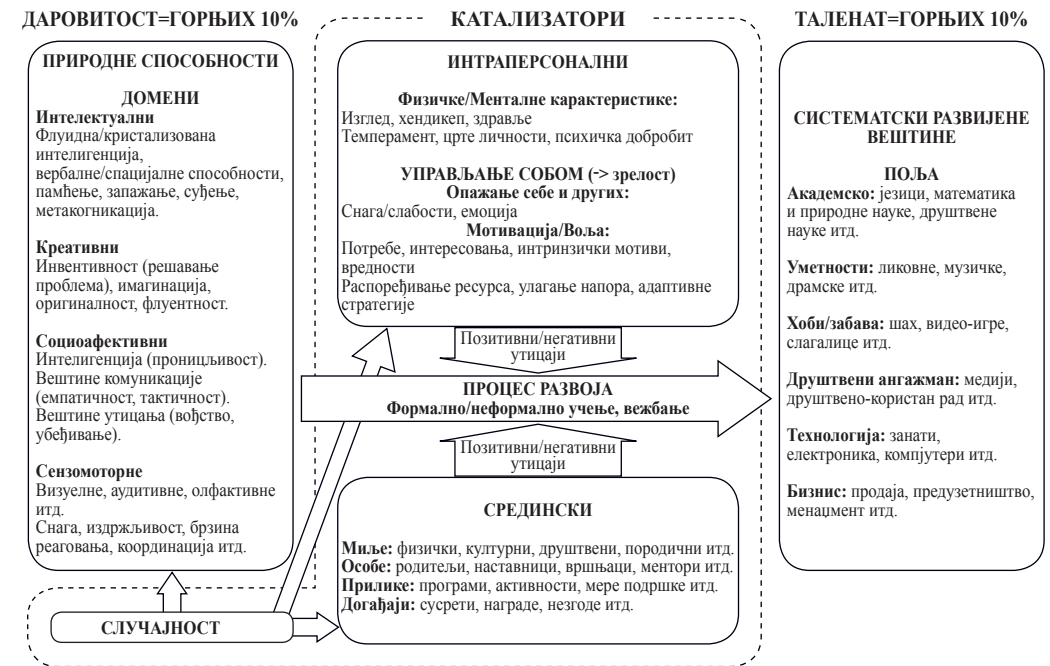 ДАРОВИТОСТ=ГОРЊИХ 10%
ПРИРОДНЕ СПОСОБНОСТИ
ДОМЕНИ
Интелектуални
Флуидна/кристализована
интелигенција,
вербалне/спацијалне способности,
памћење, запажање, суђење,
метакогникација.
Креативни
Инвентивност (решавање
проблема), имагинација,
оригиналност, флуентност.
Социоафективни
Интелигенција (проницљивост).
Вештине комуникације
(емпатичност, тактичност).
Вештине утицања (вођство,
убеђивање).
Сензомоторне
Визуелне, аудитивне, олфактивне
итд.
Снага, издржљивост, брзина
реаговања, координација итд.
СЛУЧАЈНОСТ
КАТАЛИЗАТОРИ
ИНТРАПЕРСОНАЛНИ
Физичке/Менталне карактеристике:
Изглед, хендикеп, здравље
Темперамент, црте личности, психичка добробит
УПРАВЉАЊЕ СОБОМ (-> зрелост)
Опажање себе и других:
Снага/слабости, емоција
Мотивација/Воља:
Потребе, интересовања, интринзички мотиви,
вредности
Распоређивање ресурса, улагање напора, адаптивне
стратегије
Позитивни/негативни
утицаји
ПРОЦЕС РАЗВОЈА
Формално/неформално учење, вежбање
Позитивни/негативни
утицаји
СРЕДИНСКИ
Миље: физички, културни, друштвени, породични итд.
Особе: родитељи, наставници, вршњаци, ментори итд.
Прилике: програми, активности, мере подршке итд.
Догађаји: сусрети, награде, незгоде итд.
ТАЛЕНАТ=ГОРЊИХ 10%
СИСТЕМАТСКИ РАЗВИЈЕНЕ
ВЕШТИНЕ
ПОЉА
Академско: језици, математика
и природне науке, друштвене
науке итд.
Уметности: ликовне, музичке,
драмске итд.
Хоби/забава: шах, видео-игре,
слагалице итд.
Друштвени ангажман: медији,
друштвено-користан рад итд.
Технологија: занати,
електроника, компјутери итд.
Бизнис: продаја, предузетништво,
менаџмент итд.